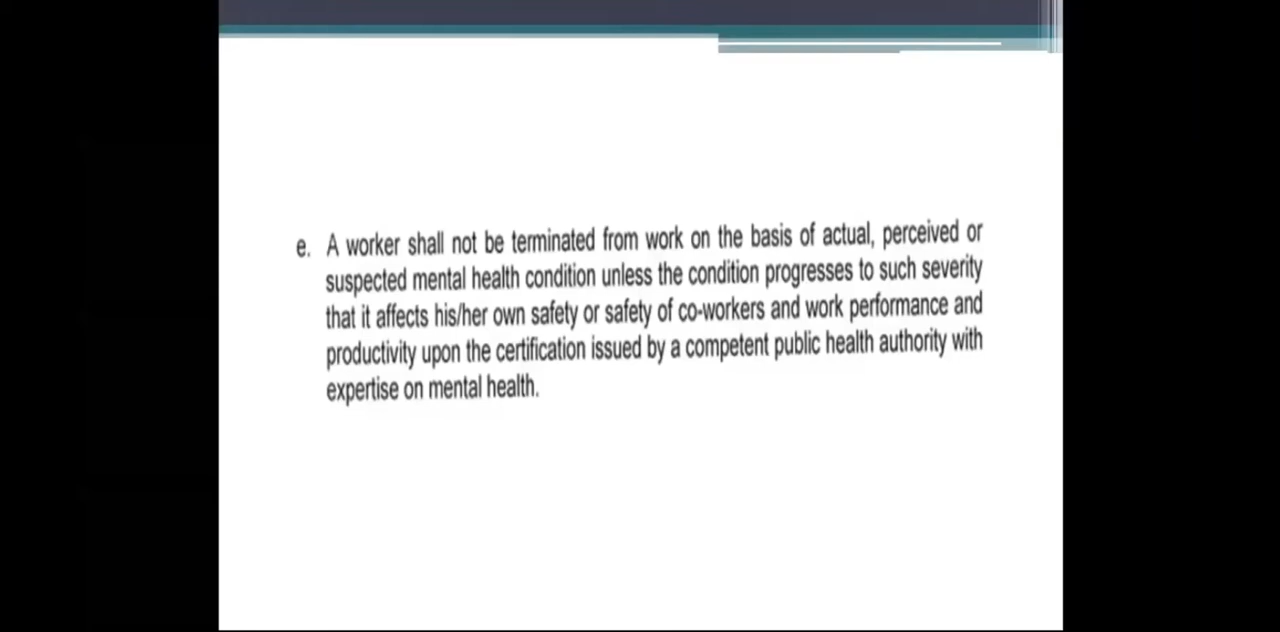 e. A worker shall not be terminated from work on the basis of actual, perceived or
suspected mental health condition unless the condition progresses to such severity
that it affects his/her own safety or safety of co-workers and work performance and
productivity upon the certification issued by a competent public health authority with
expertise on mental health.